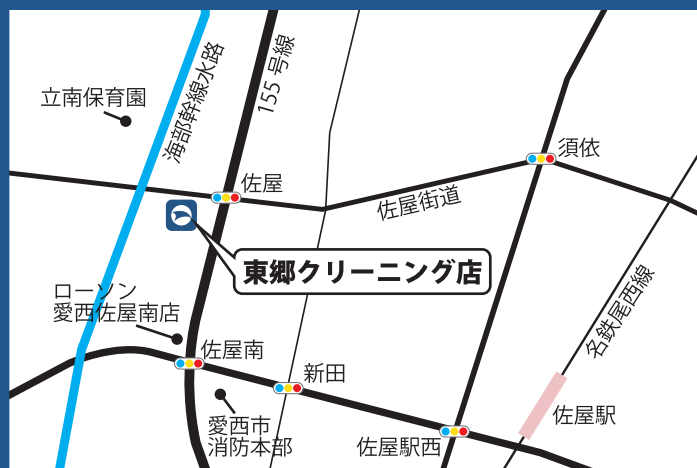 立南保育園
海部幹線水路
155 号線
佐屋
佐屋街道
須依
東郷クリーニング店
ローソン
愛西佐屋南店
佐屋南
新田
名鉄尾西線
愛西市
消防本部
佐屋駅西
佐屋駅